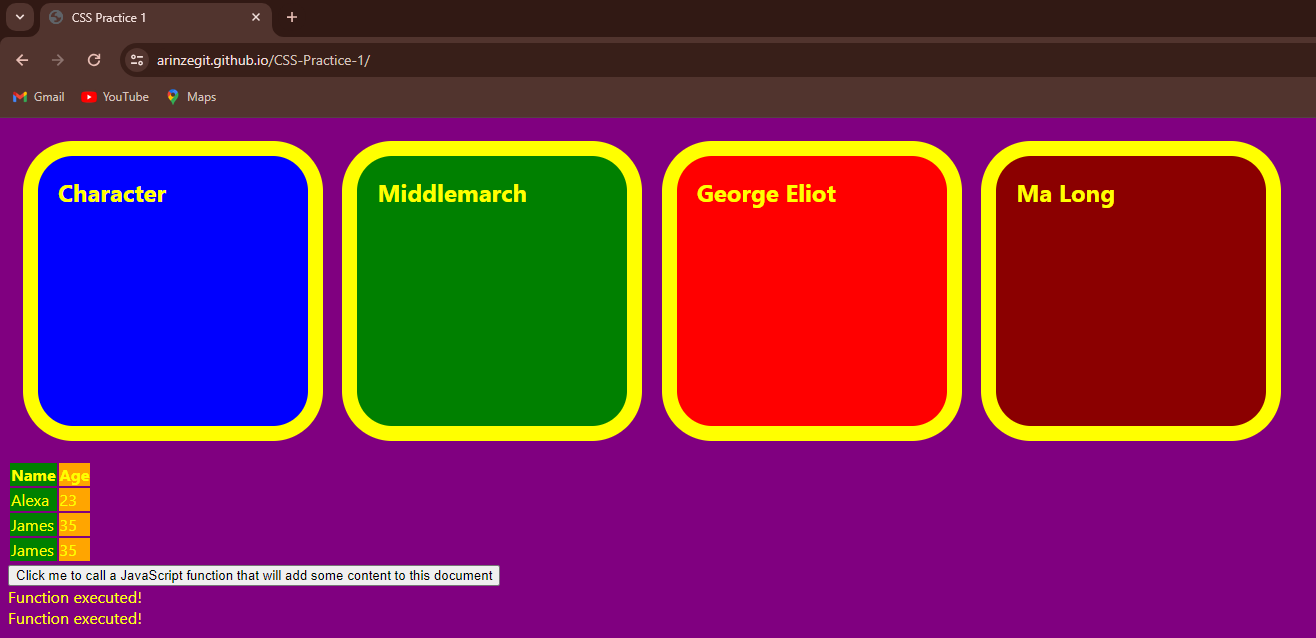 CSS Practice 1
arinzegit.github.io/CSS-Practice-1/
Gmail YouTube Maps
Character Middlemarch George Eliot Ma Long
Name Age
Alexa 23
James 35
James 35
Click me to call a JavaScript function that will add some content to this document
Function executed!
Function executed!